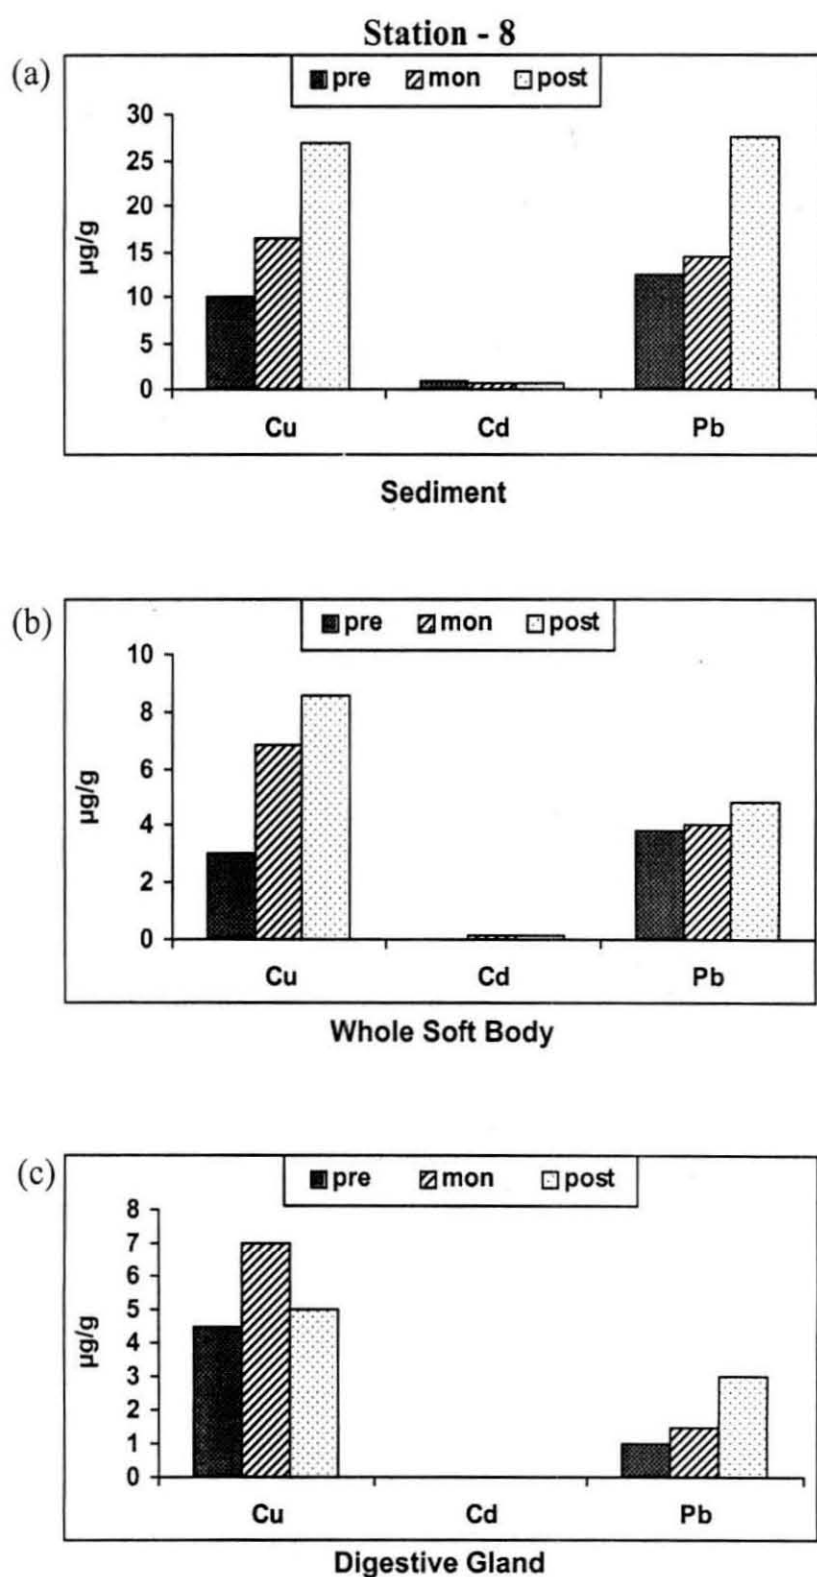 Station - 8
(a)
pre mon post
30
25
20
15
10
5
0
µg/g
Cu Cd Pb
Sediment
(b)
pre mon post
10
8
6
4
2
0
µg/g
Cu Cd Pb
Whole Soft Body
(c)
pre mon post
8
7
6
5
4
3
2
1
0
µg/g
Cu Cd Pb
Digestive Gland